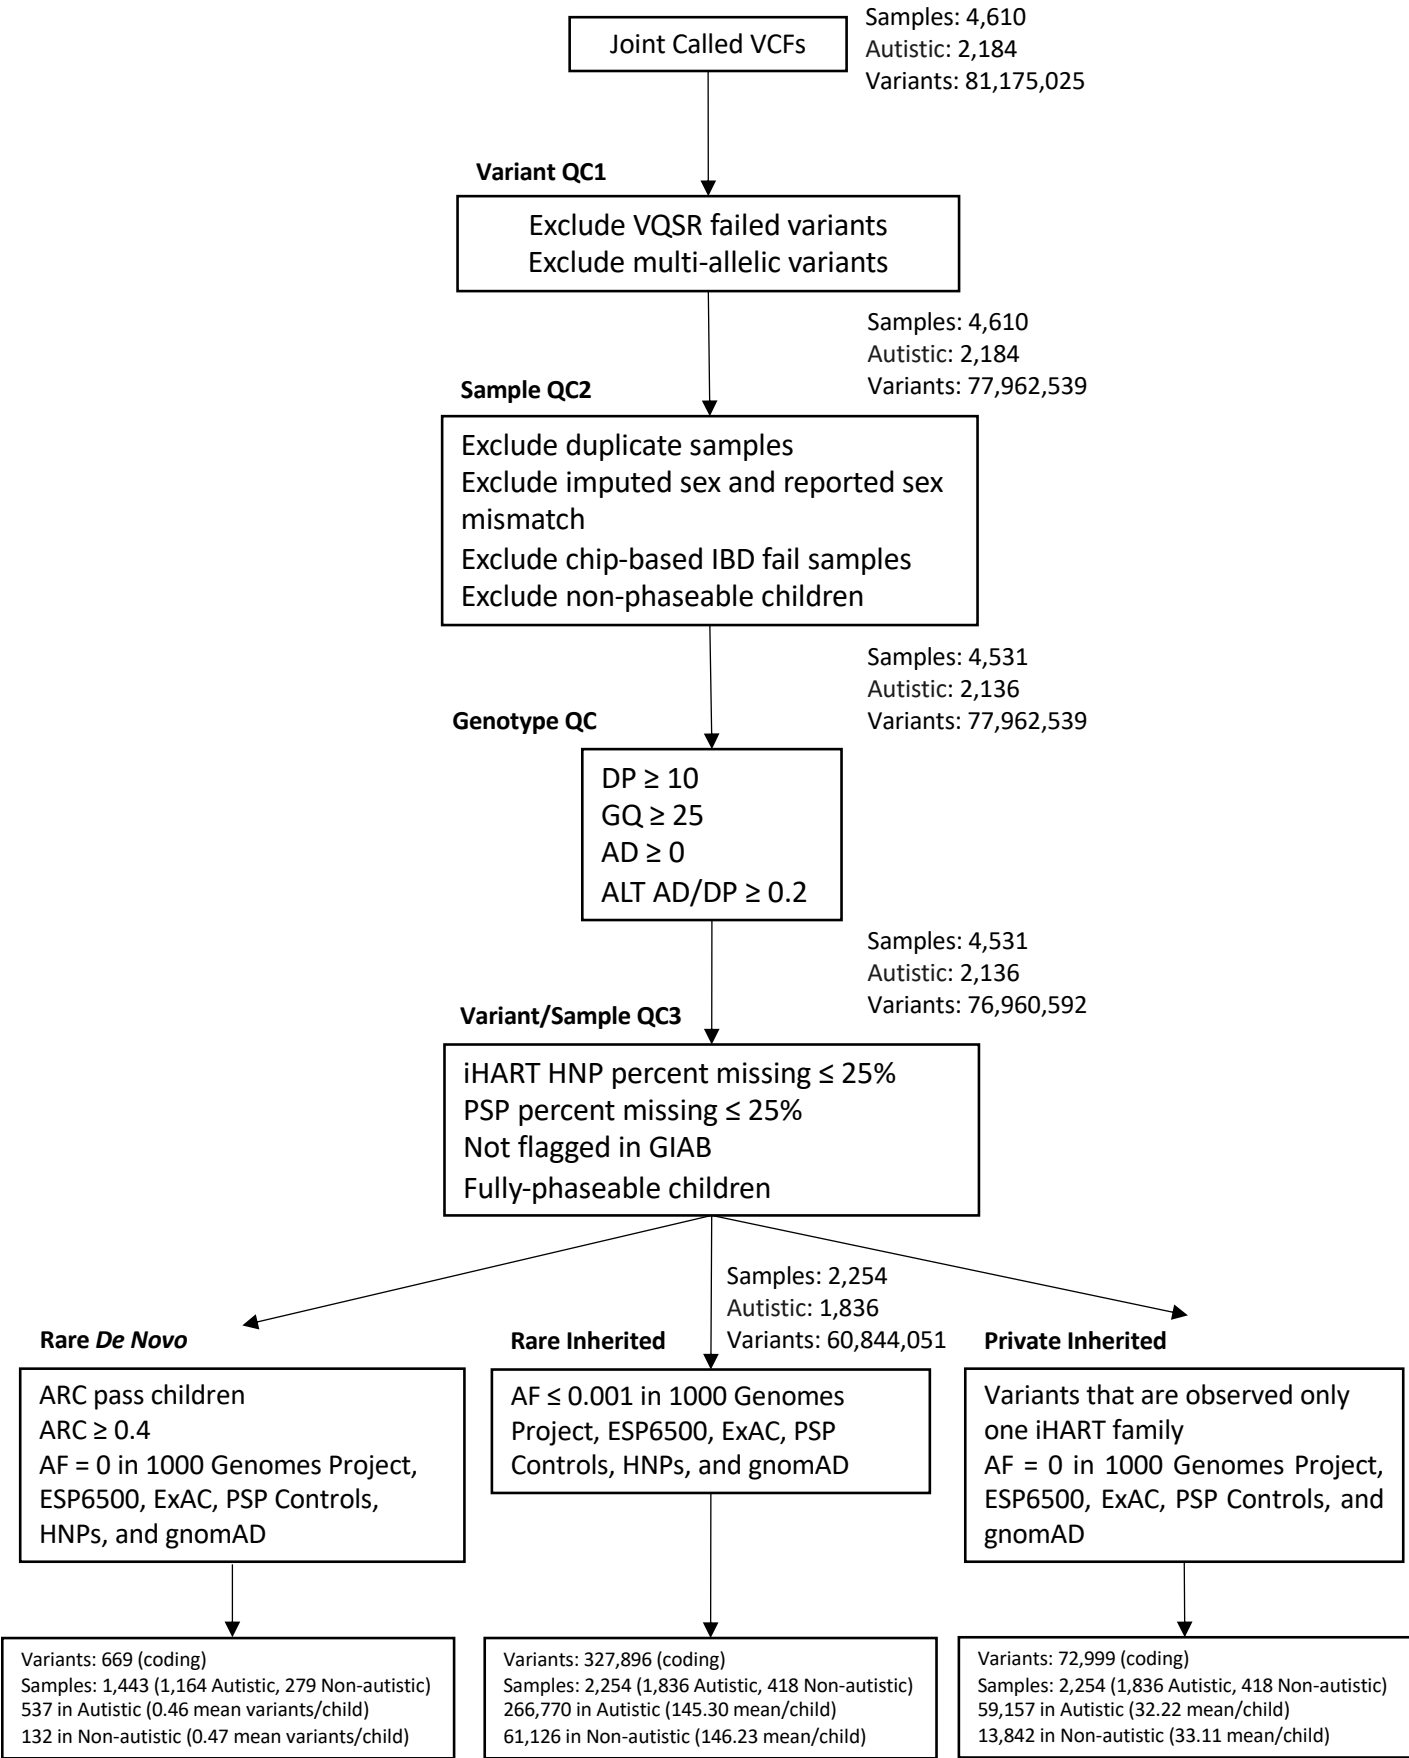 Joint Called VCFs
Samples: 4,610
Autistic: 2,184
Variants: 81,175,025
Variant QC1
Exclude VQSR failed variants
Exclude multi-allelic variants
Samples: 4,610
Autistic: 2,184
Variants: 77,962,539
Sample QC2
Exclude duplicate samples
Exclude imputed sex and reported sex
mismatch
Exclude chip-based IBD fail samples
Exclude non-phaseable children
Samples: 4,531
Autistic: 2,136
Variants: 77,962,539
Genotype QC
DP ≥ 10
GQ ≥ 25
AD ≥ 0
ALT AD/DP ≥ 0.2
Samples: 4,531
Autistic: 2,136
Variants: 76,960,592
Variant/Sample QC3
iHART HNP percent missing ≤ 25%
PSP percent missing ≤ 25%
Not flagged in GIAB
Fully-phaseable children
Samples: 2,254
Autistic: 1,836
Variants: 60,844,051
Rare De Novo
ARC pass children
ARC ≥ 0.4
AF = 0 in 1000 Genomes Project,
ESP6500, ExAC, PSP Controls,
HNPs, and gnomAD
Rare Inherited
AF ≤ 0.001 in 1000 Genomes
Project, ESP6500, ExAC, PSP
Controls, HNPs, and gnomAD
Private Inherited
Variants that are observed only
one iHART family
AF = 0 in 1000 Genomes Project,
ESP6500, ExAC, PSP Controls, and
gnomAD
Variants: 669 (coding)
Samples: 1,443 (1,164 Autistic, 279 Non-autistic)
537 in Autistic (0.46 mean variants/child)
132 in Non-autistic (0.47 mean variants/child)
Variants: 327,896 (coding)
Samples: 2,254 (1,836 Autistic, 418 Non-autistic)
266,770 in Autistic (145.30 mean/child)
61,126 in Non-autistic (146.23 mean/child)
Variants: 72,999 (coding)
Samples: 2,254 (1,836 Autistic, 418 Non-autistic)
59,157 in Autistic (32.22 mean/child)
13,842 in Non-autistic (33.11 mean/child)